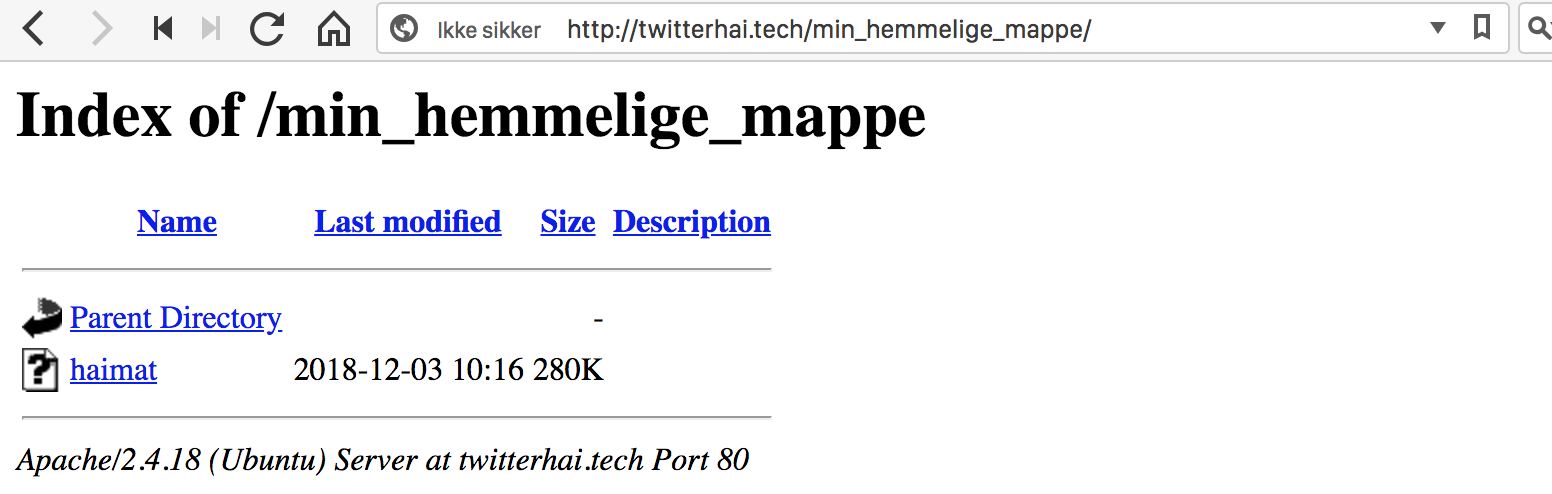 Ikke sikker http://twitterhai.tech/min_hemmelige_mappe/
Index of /min_hemmelige_mappe
Name Last modified Size Description
Parent Directory -
haimat 2018-12-03 10:16 280K
Apache/2.4.18 (Ubuntu) Server at twitterhai.tech Port 80